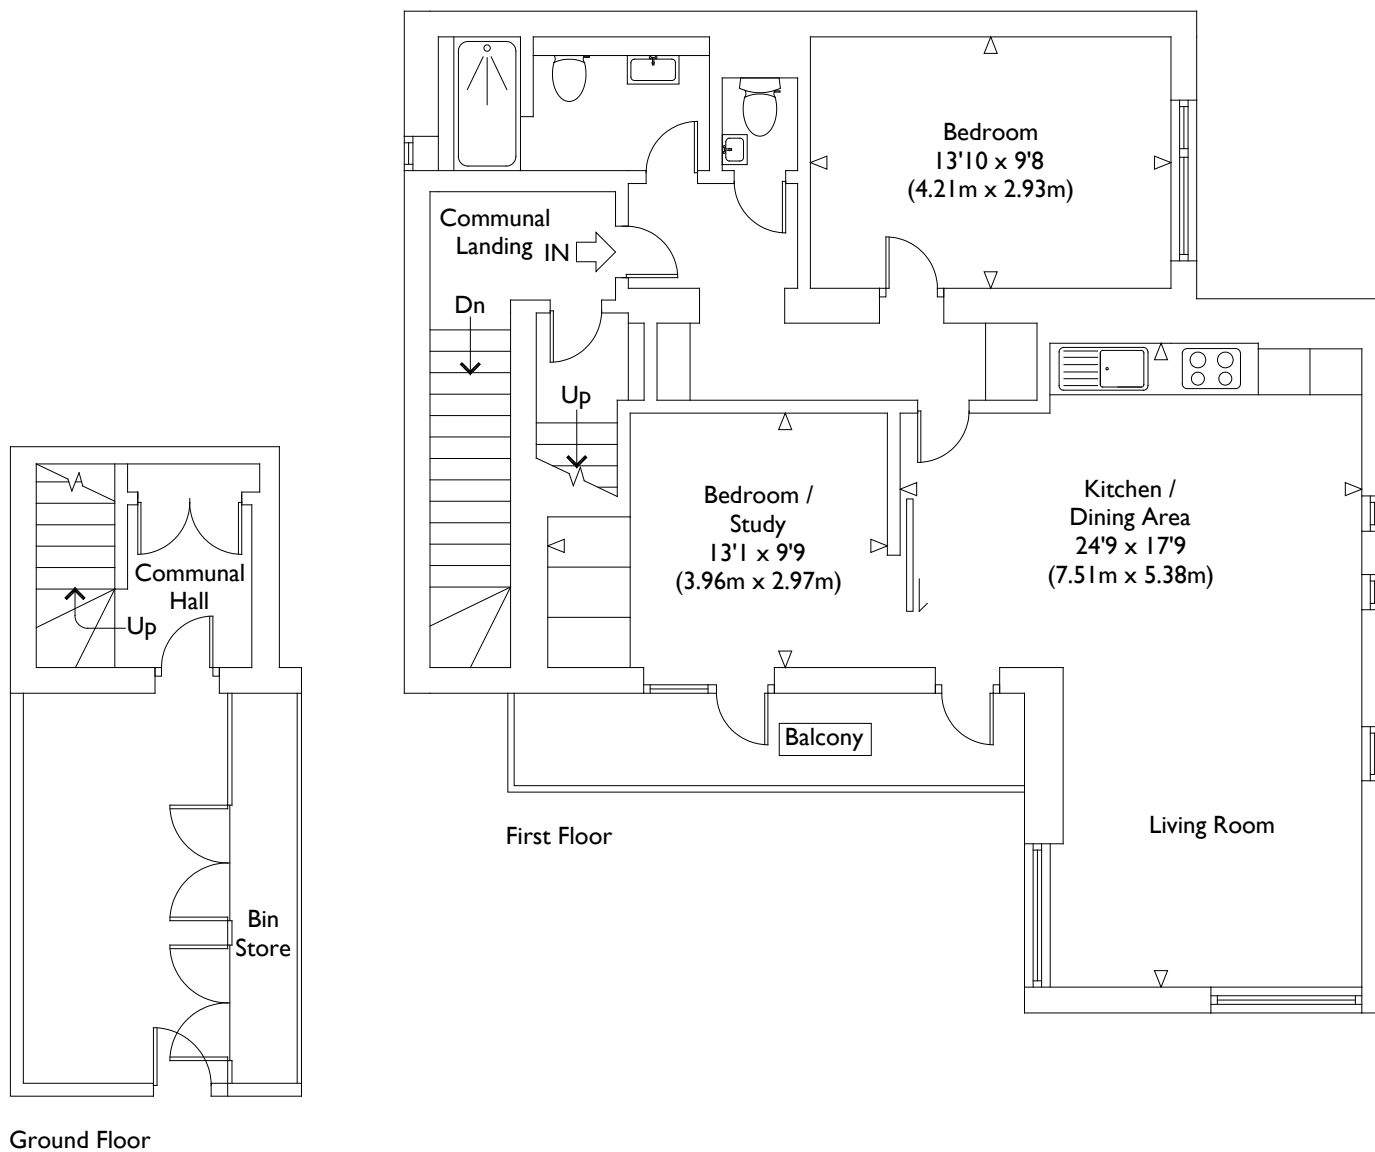 Bedroom
13'10 x 9'8
(4.21m x 2.93m)
Communal
Landing
IN
Dn
Up
Bedroom /
Study
13'1 x 9'9
(3.96m x 2.97m)
Kitchen /
Dining Area
24'9 x 17'9
(7.51m x 5.38m)
Communal
Hall
Up
Balcony
Living Room
First Floor
Bin
Store
Ground Floor